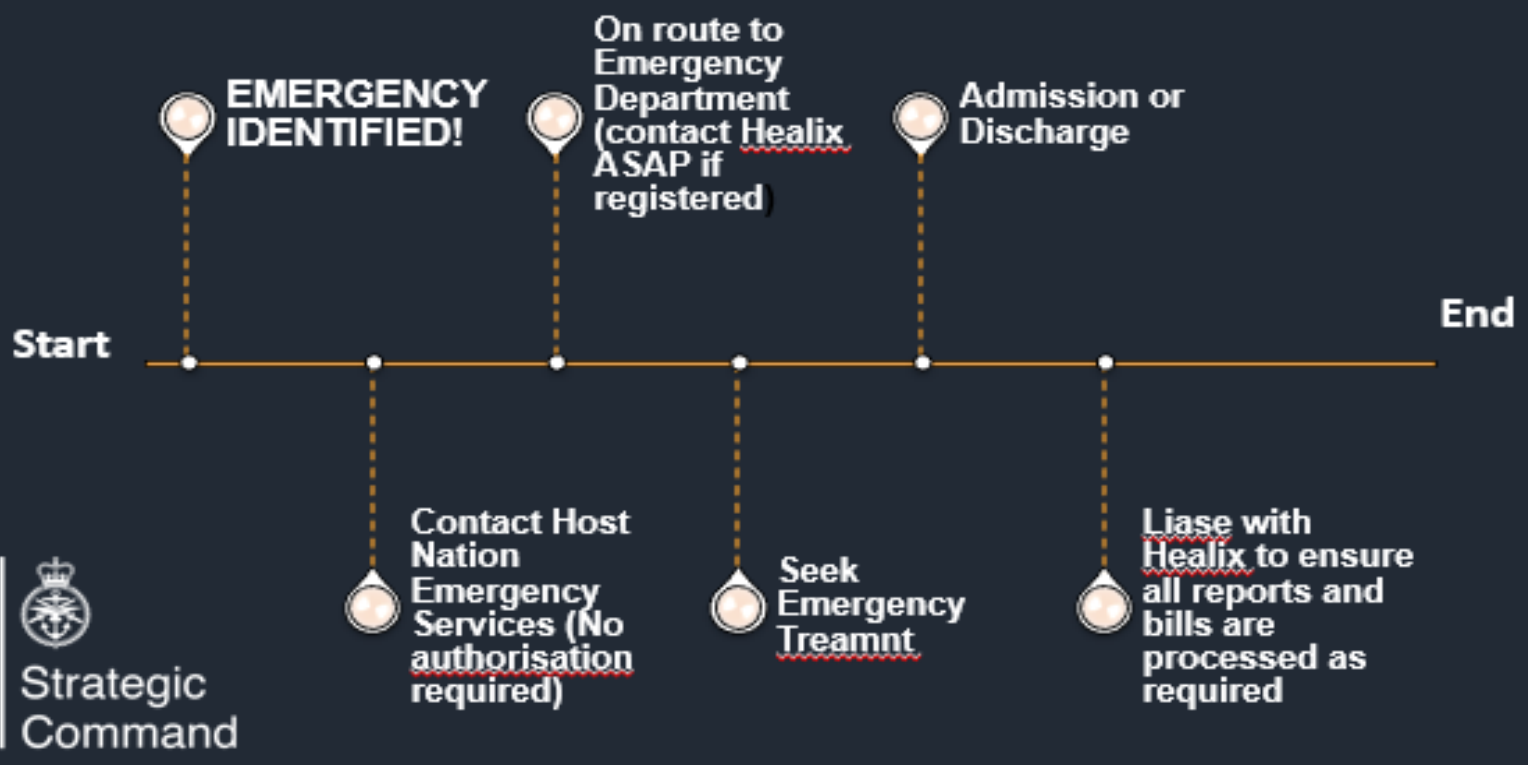 Start
EMERGENCY
IDENTIFIED!
Contact Host
Nation
Emergency
Services (No
authorisation
required)
On route to
Emergency
Department
(contact Healix
ASAP if
registered)
Seek
Emergency
Treamnt
Admission or
Discharge
Liase with
Healix to ensure
all reports and
bills are
processed as
required
End
Strategic
Command